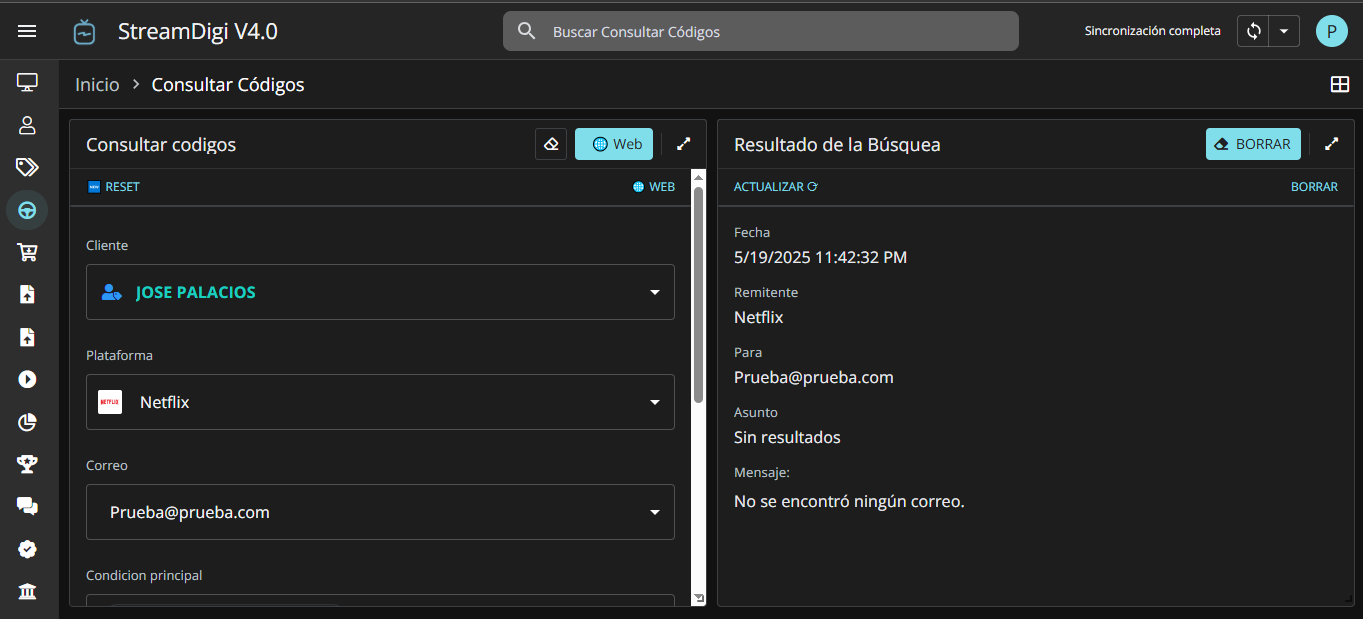 StreamDigi V4.0
Buscar Consultar Códigos
Sincronización completa
P
Inicio > Consultar Códigos
Consultar codigos
Web
RESET
WEB
Cliente
JOSE PALACIOS
Plataforma
NETFLIX
Netflix
Correo
Prueba@prueba.com
Condicion principal
Resultado de la Búsquea
BORRAR
ACTUALIZAR
BORRAR
Fecha
5/19/2025 11:42:32 PM
Remitente
Netflix
Para
Prueba@prueba.com
Asunto
Sin resultados
Mensaje:
No se encontró ningún correo.